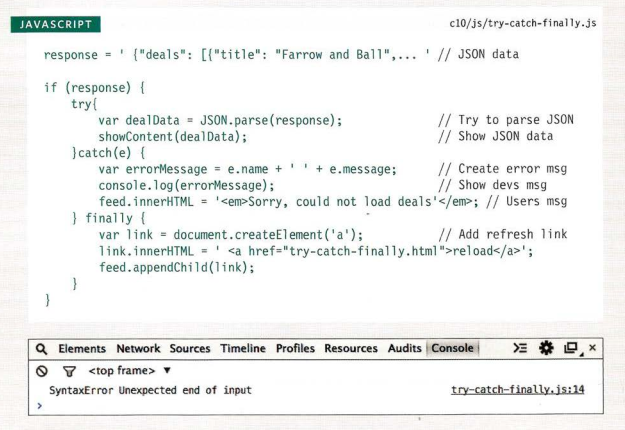 JAVASCRIPT c10/js/try-catch-finally.js
response = ' {"deals": [{"title": "Farrow and Ball",... ' // JSON data
if (response) {
try{
var dealData = JSON.parse(response); // Try to parse JSON
showContent(dealData); // Show JSON data
}catch(e) {
var errorMessage = e.name + ' ' + e.message; // Create error msg
console.log(errorMessage); // Show devs msg
feed.innerHTML = '<em>Sorry, could not load deals'</em>; // Users msg
} finally {
var link = document.createElement('a'); // Add refresh link
link.innerHTML = ' <a href="try-catch-finally.html">reload</a>';
feed.appendChild(link);
}
}
Elements Network Sources Timeline Profiles Resources Audits Console
<top frame> ▼
SyntaxError Unexpected end of input try-catch-finally.js:14
>